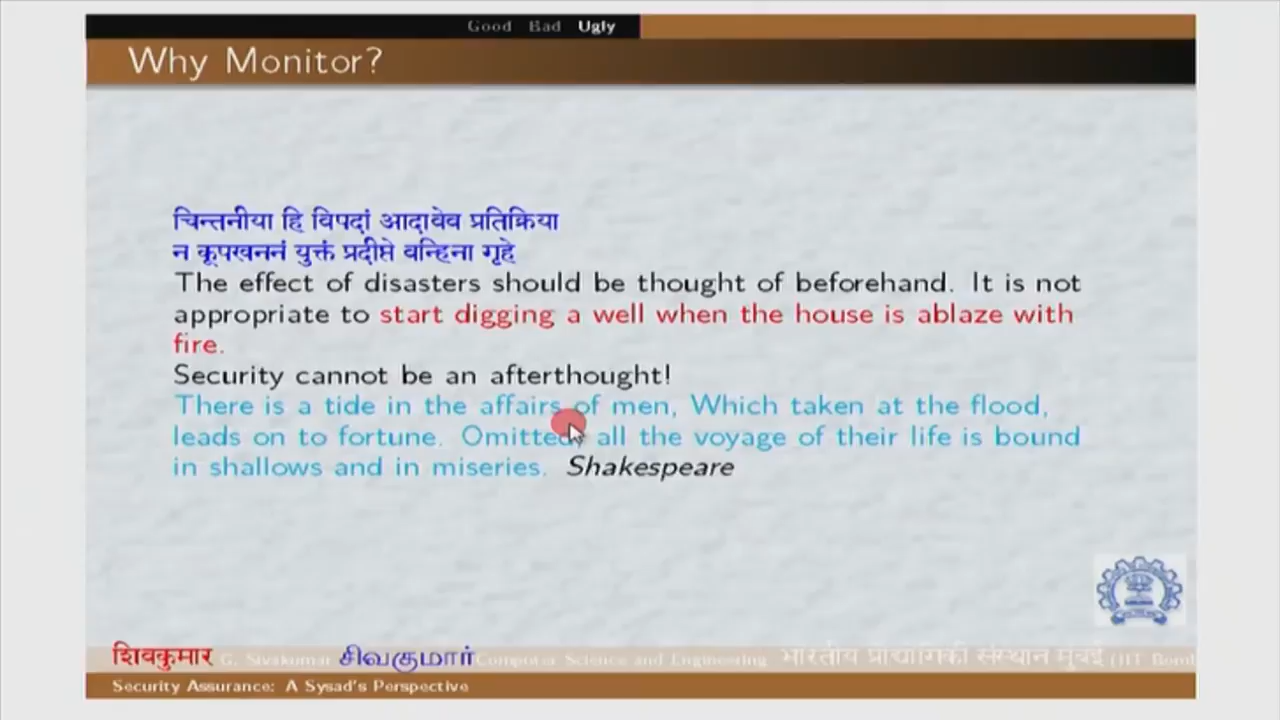 Good Bad Ugly
Why Monitor?
चिन्तनीया हि विपदां आदावेव प्रतिक्रिया
न कूपखननं युक्तं प्रदीप्ते वन्हिना गृहे
The effect of disasters should be thought of beforehand. It is not
appropriate to start digging a well when the house is ablaze with
fire.
Security cannot be an afterthought!
There is a tide in the affairs of men, Which taken at the flood,
leads on to fortune. Omitted, all the voyage of their life is bound
in shallows and in miseries. Shakespeare
शिवकुमार G. Sivakumar சிவகுமார் Computer Science and Engineering भारतीय प्रौद्योगिकी संस्थान मुंबई (IIT
Security Assurance: A Sysad's Perspective